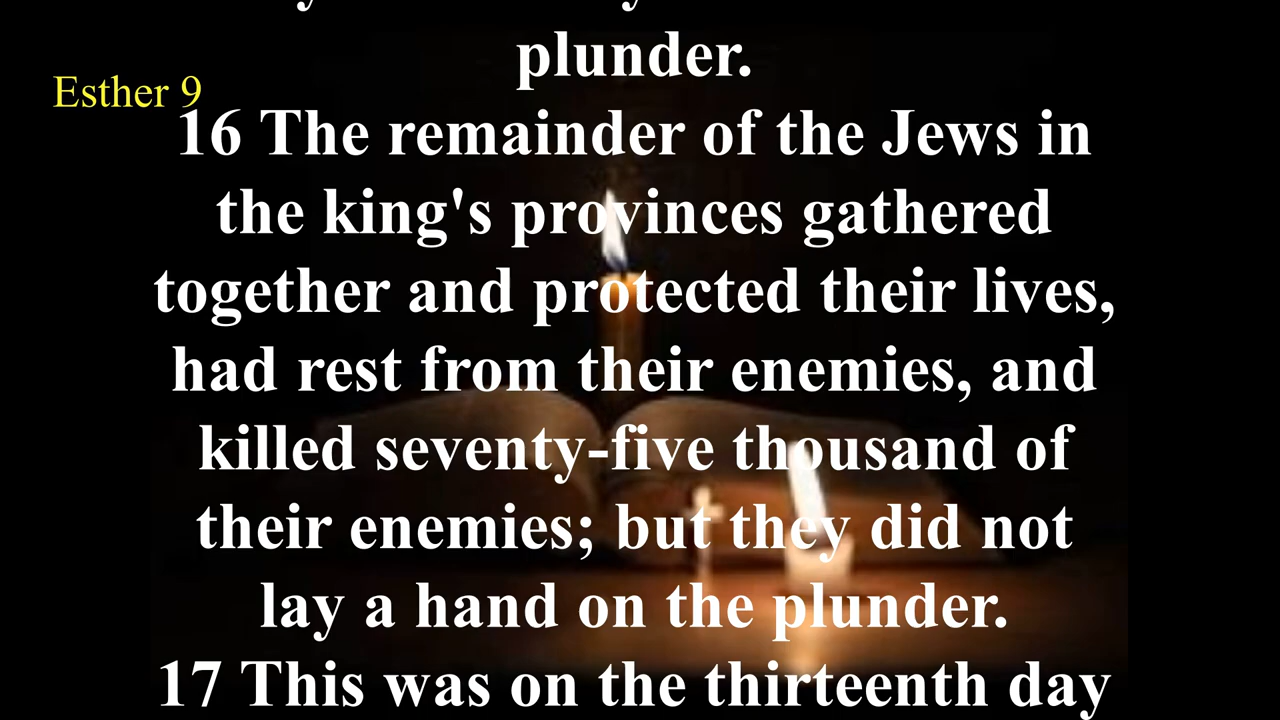 plunder.
Esther 9
16 The remainder of the Jews in
the king's provinces gathered
together and protected their lives,
had rest from their enemies, and
killed seventy-five thousand of
their enemies; but they did not
lay a hand on the plunder.
17 This was on the thirteenth day